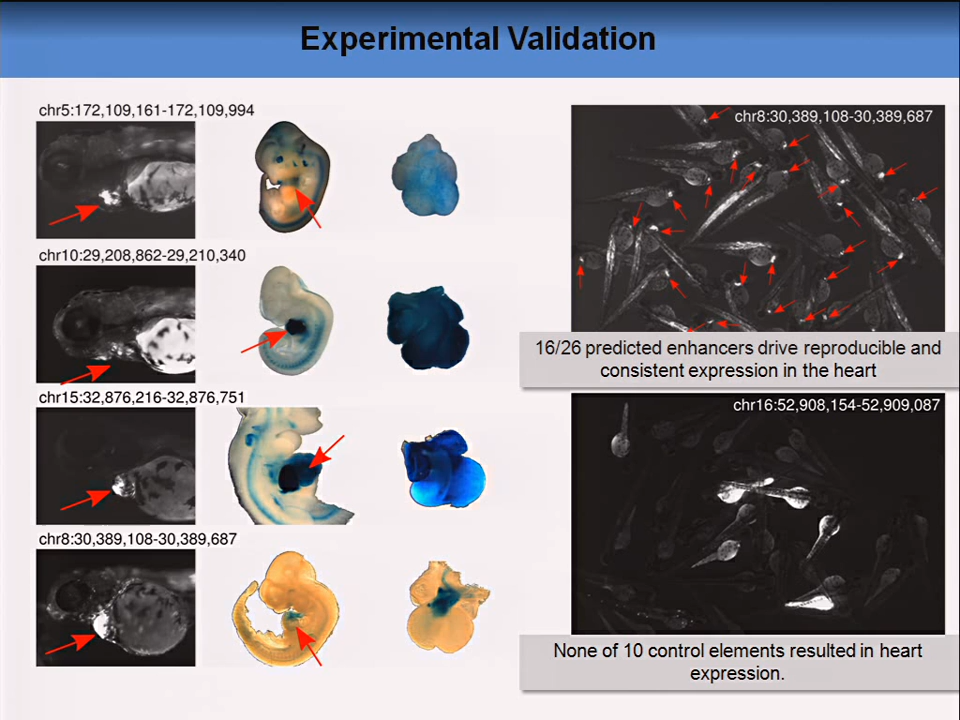 Experimental Validation
chr5:172,109,161-172,109,994
chr10:29,208,862-29,210,340
chr15:32,876,216-32,876,751
chr8:30,389,108-30,389,687
chr8:30,389,108-30,389,687
16/26 predicted enhancers drive reproducible and
consistent expression in the heart
chr16:52,908,154-52,909,087
None of 10 control elements resulted in heart
expression.